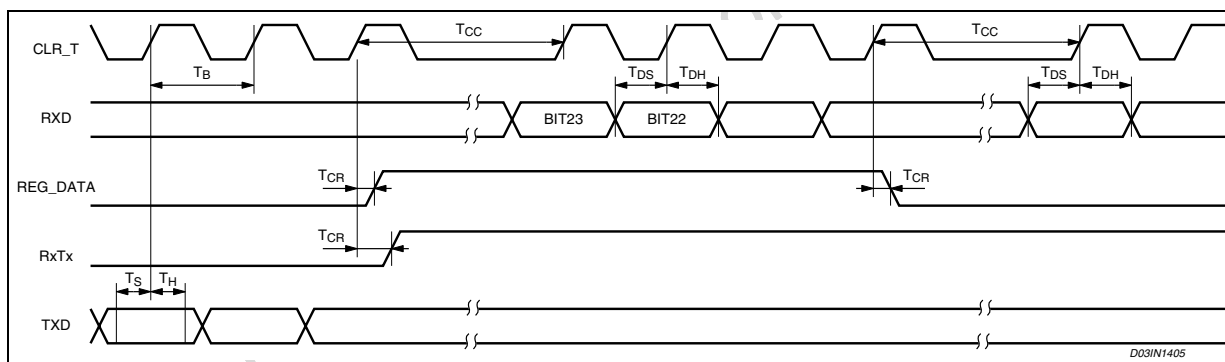 CLR_T
TCC
TCC
TB
TDS
TDH
TDS
TDH
RXD
BIT23
BIT22
TCR
TCR
REG_DATA
TCR
RxTx
TS
TH
TXD
D03IN1405